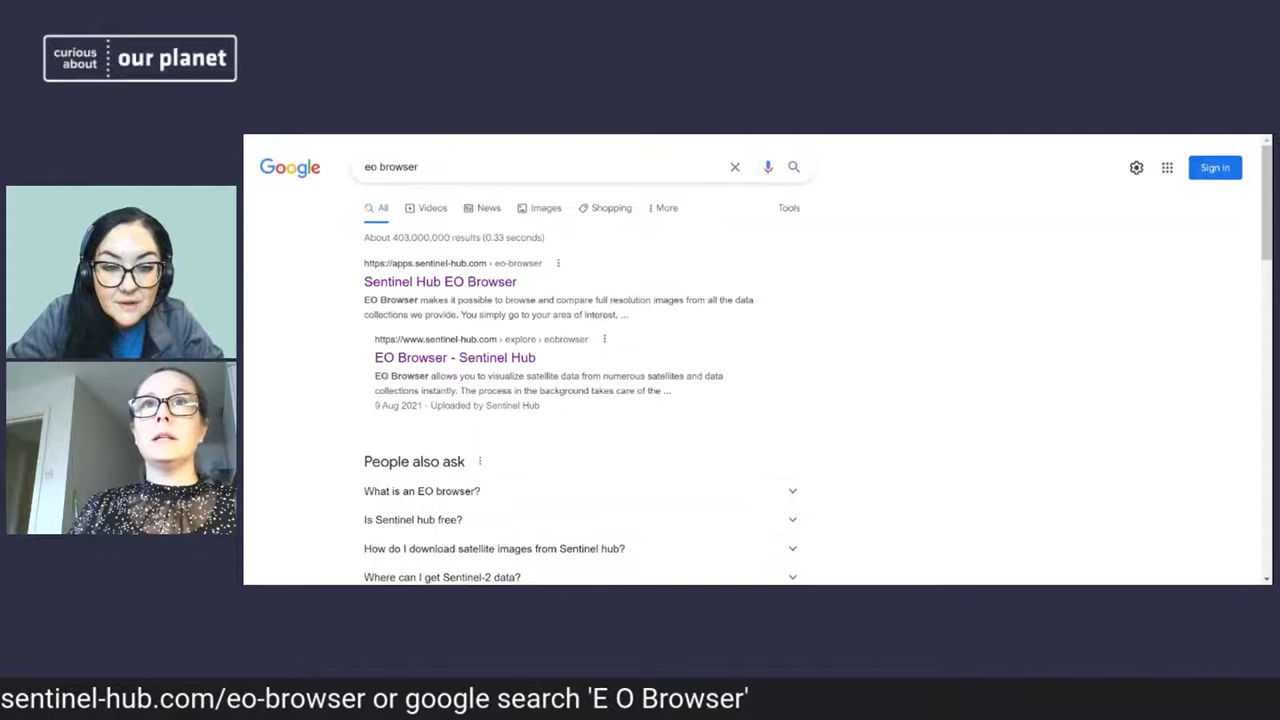 curious
about
our planet
Google
eo browser
Sign in
All Videos News Images Shopping More Tools
About 403,000,000 results (0.33 seconds)
https://apps.sentinel-hub.com › eo-browser
Sentinel Hub EO Browser
EO Browser makes it possible to browse and compare full resolution images from all the data
collections we provide. You simply go to your area of interest, ...
https://www.sentinel-hub.com › explore › eobrowser
EO Browser - Sentinel Hub
EO Browser allows you to visualize satellite data from numerous satellites and data
collections instantly. The process in the background takes care of the ...
9 Aug 2021 · Uploaded by Sentinel Hub
People also ask
What is an EO browser?
Is Sentinel hub free?
How do I download satellite images from Sentinel hub?
Where can I get Sentinel-2 data?
sentinel-hub.com/eo-browser or google search 'E O Browser'